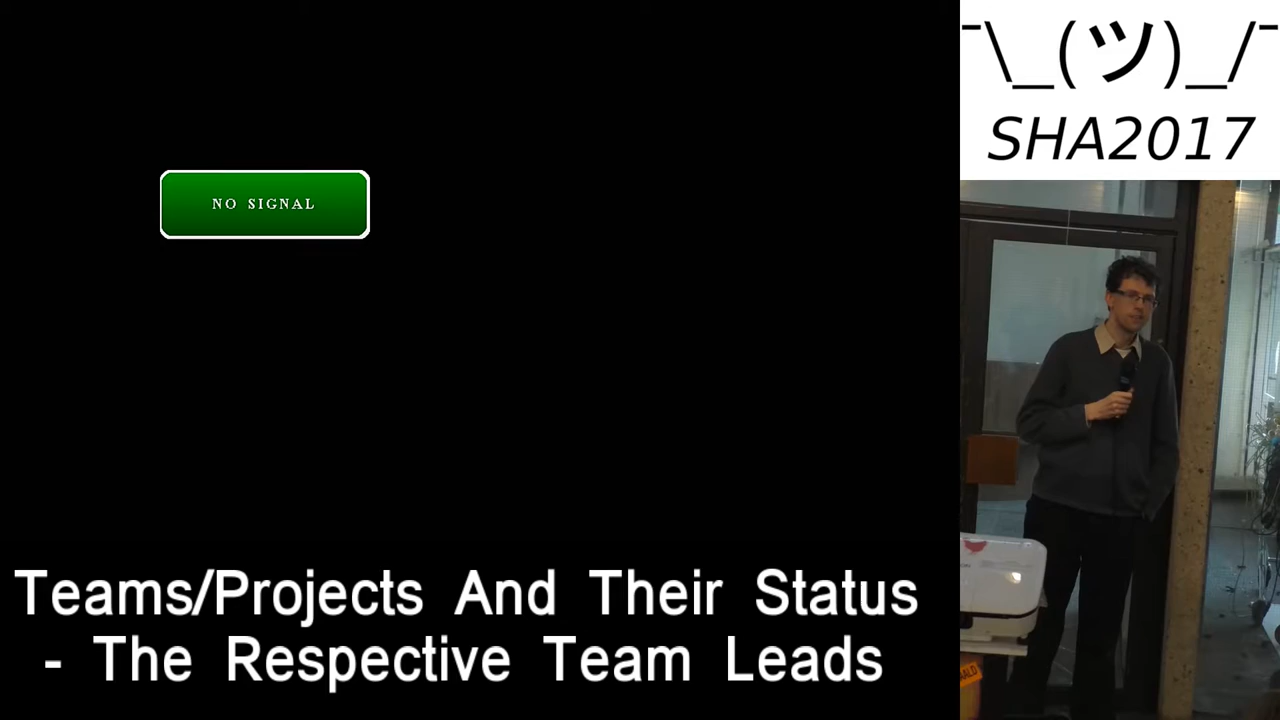 ¯\_(ツ)_/¯
SHA2017
NO SIGNAL
Teams/Projects And Their Status
- The Respective Team Leads